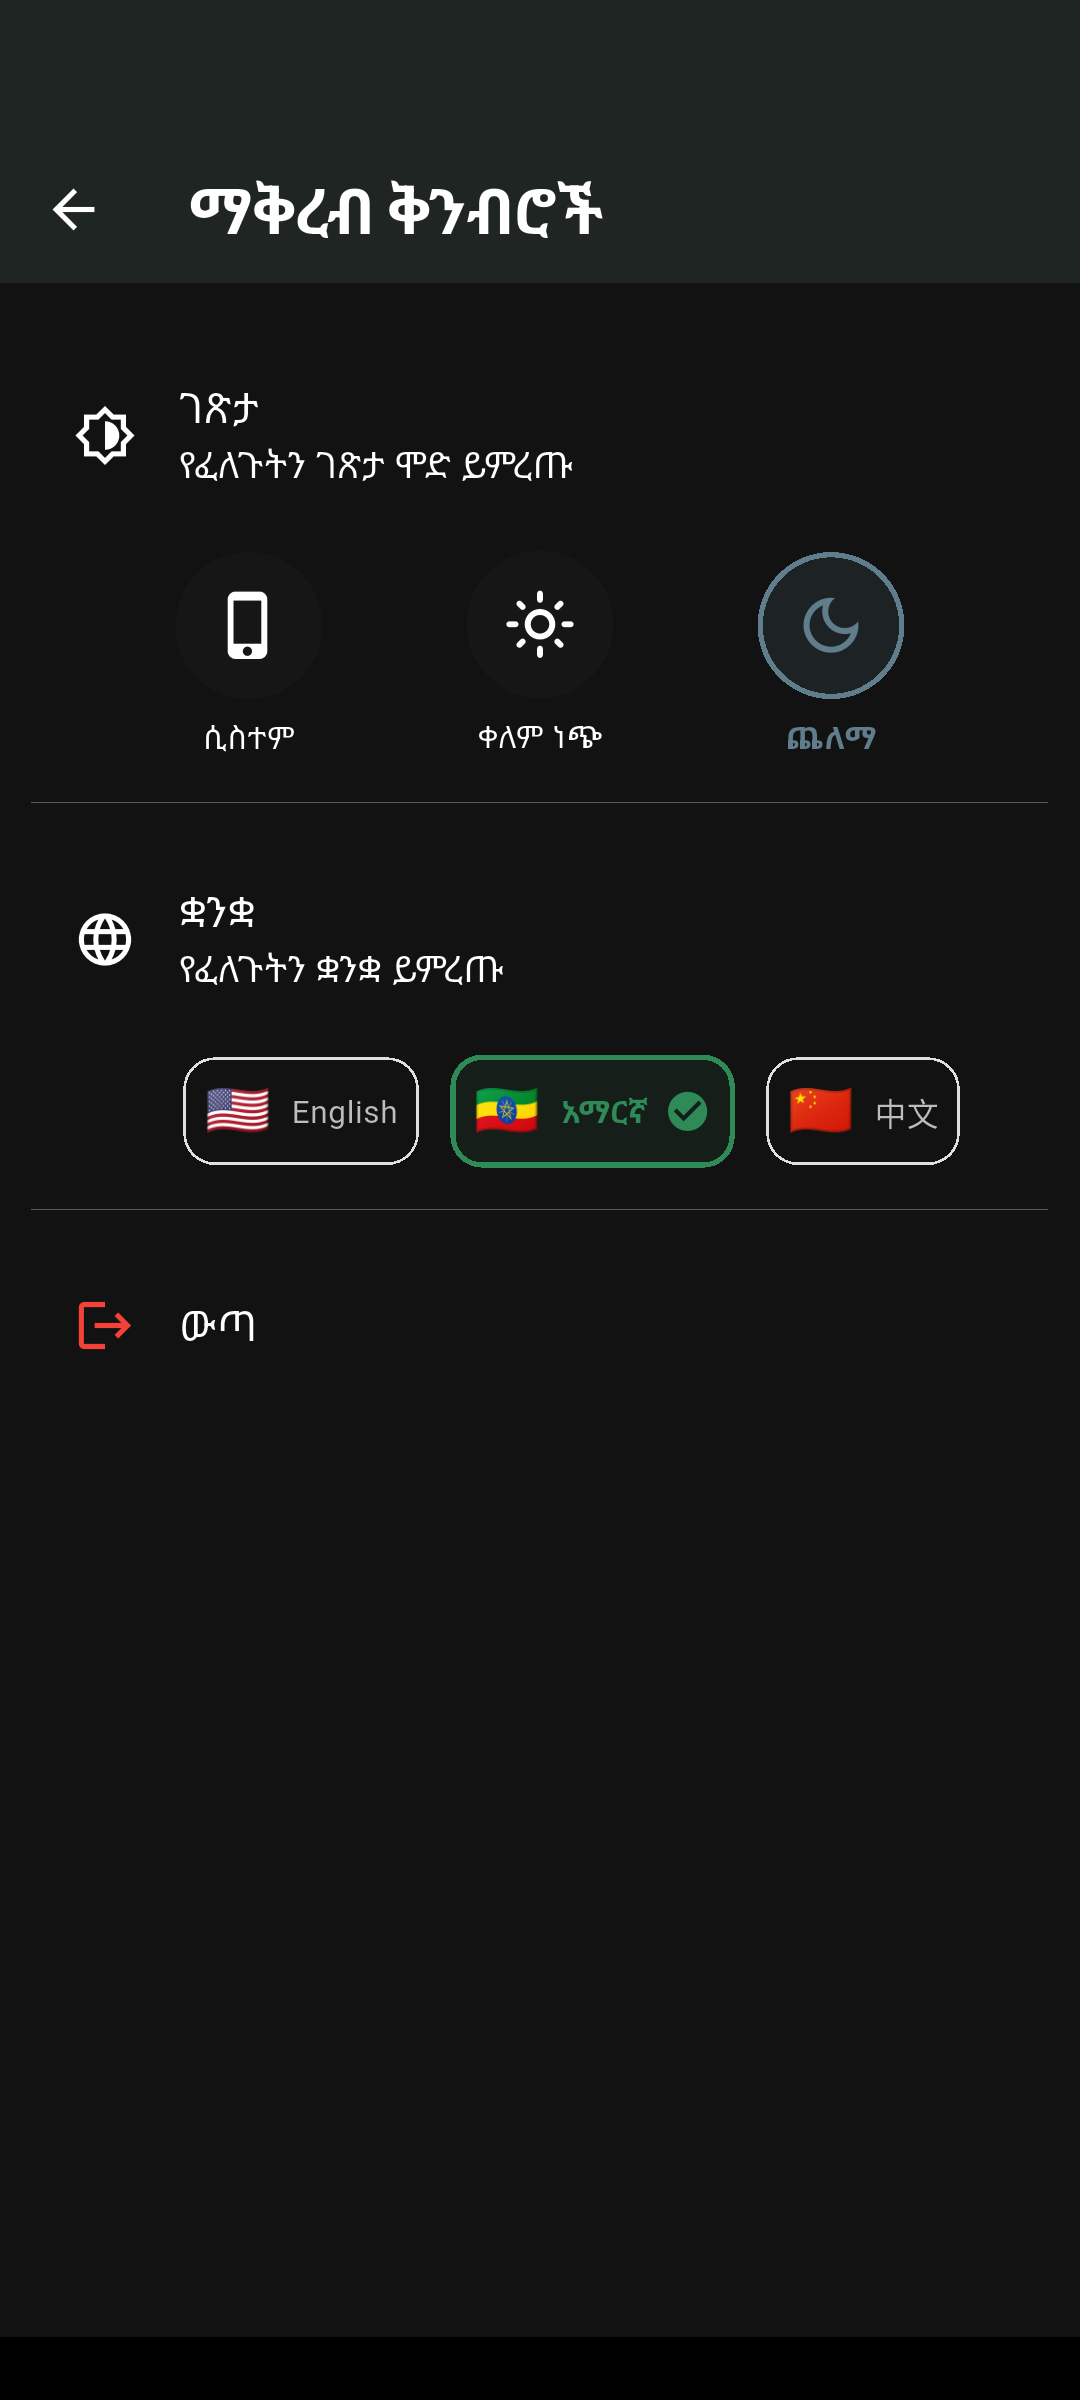 ማቅረብ ቅንብሮች
ገጽታ
የፈለጉትን ገጽታ ሞድ ይምረጡ
ሲስተም
ቀለም ነጭ
ጨለማ
ቋንቋ
የፈለጉትን ቋንቋ ይምረጡ
English
አማርኛ
中文
ውጣ